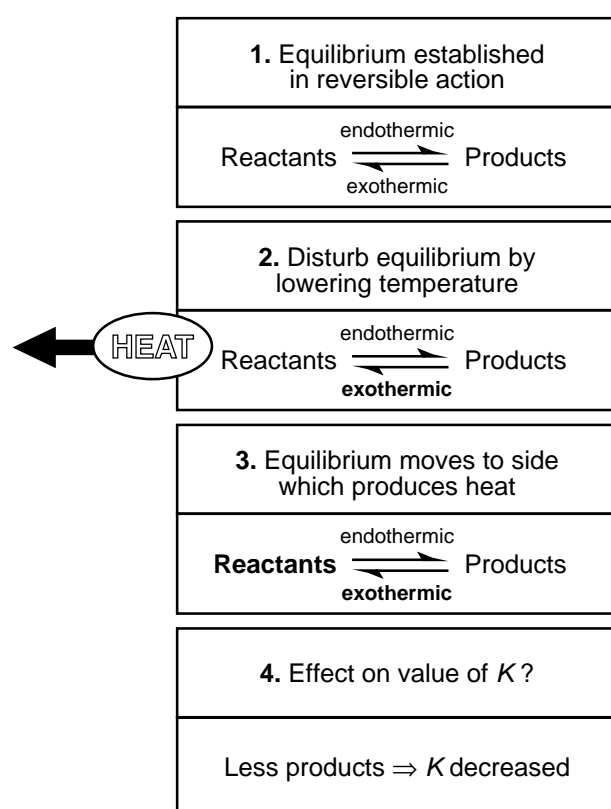 1. Equilibrium established
in reversible action
endothermic
Reactants ⇌ Products
exothermic
2. Disturb equilibrium by
lowering temperature
HEAT
endothermic
Reactants ⇌ Products
exothermic
3. Equilibrium moves to side
which produces heat
endothermic
Reactants ⇌ Products
exothermic
4. Effect on value of K?
Less products ⇒ K decreased